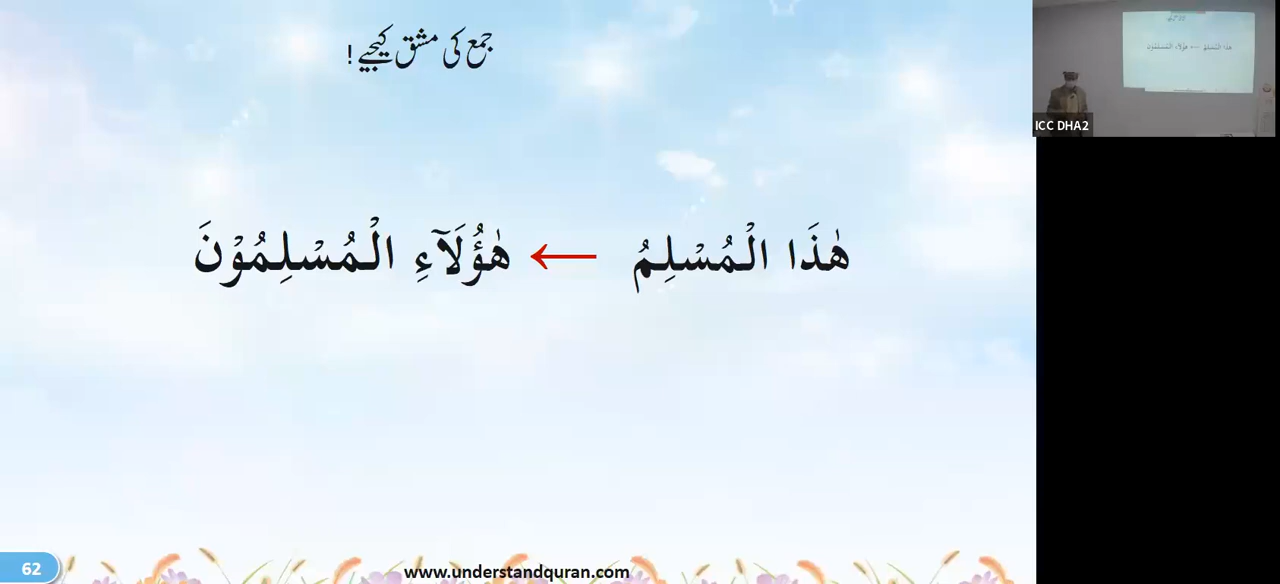 جمع کی مشق کیجیے !
هٰذَا الْمُسْلِمُ ← هٰٓؤُلَآءِ الْمُسْلِمُوْنَ
62
www.understandquran.com
ICC DHA2